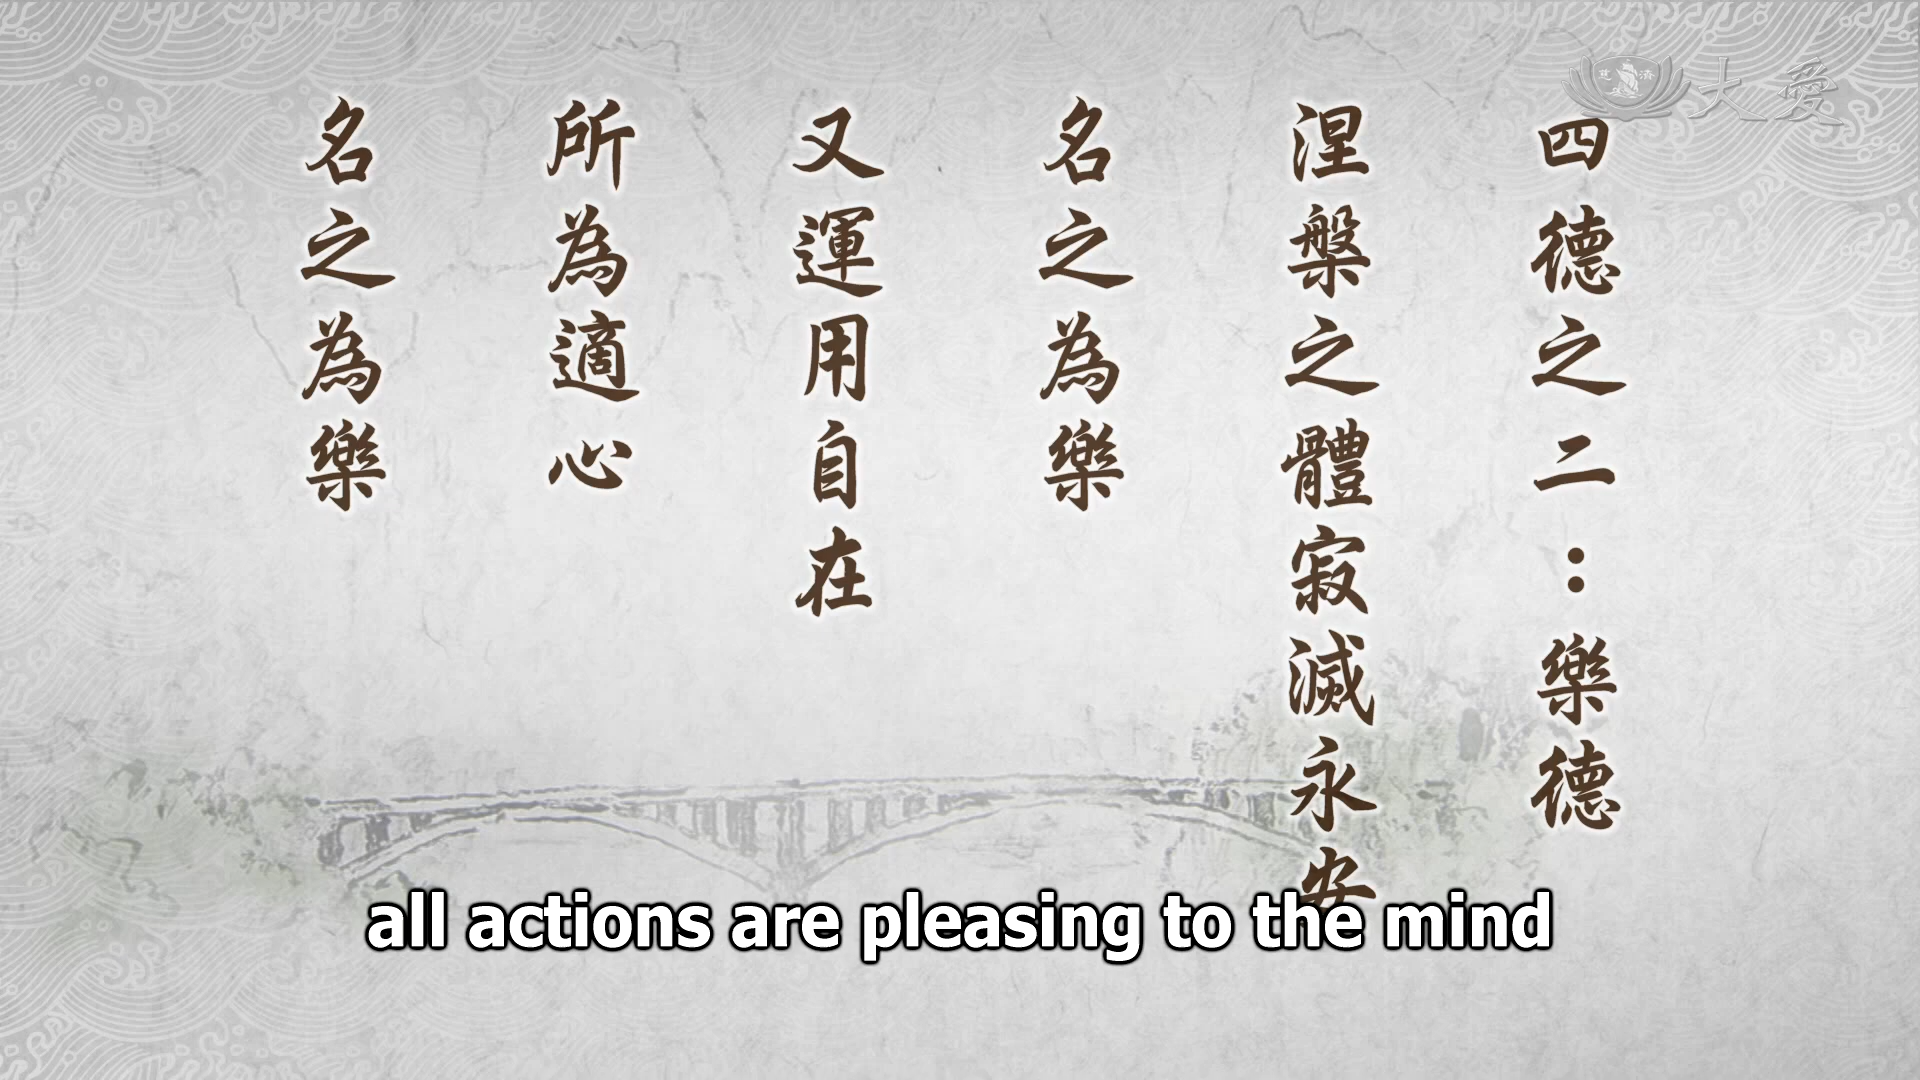 四德之二：樂德
涅槃之體寂滅永安
名之為樂
又運用自在
所為適心
名之為樂
all actions are pleasing to the mind
慈濟
大愛